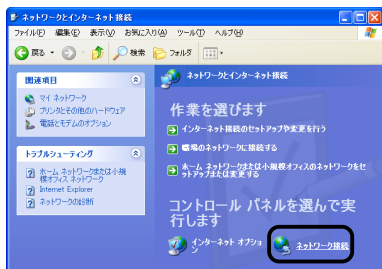 ネットワークとインターネット接続
ファイル(F) 編集(E) 表示(V) お気に入り(A) ツール(T) ヘルプ(H)
戻る 検索 フォルダ
関連項目
マイ ネットワーク
プリンタとその他のハードウェア
電話とモデムのオプション
トラブルシューティング
ホーム ネットワークまたは小規
模オフィス ネットワーク
Internet Explorer
ネットワークの診断
ネットワークとインターネット接続
作業を選びます
インターネット接続のセットアップや変更を行う
職場のネットワークに接続する
ホーム ネットワークまたは小規模オフィスのネットワークをセ
ットアップまたは変更する
コントロール パネルを選んで実
行します
インターネット オプショ
ン
ネットワーク接続